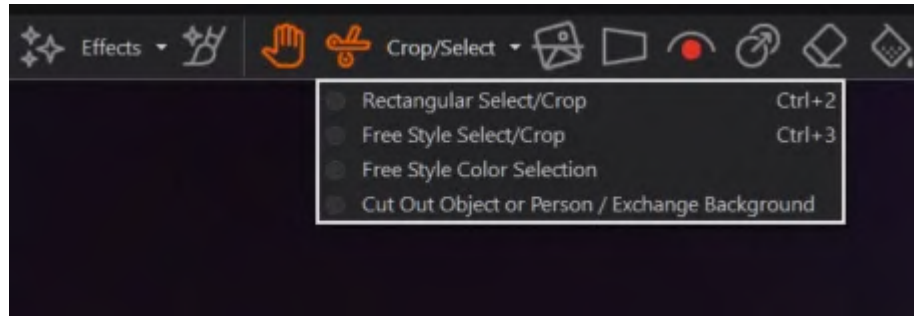 Effects Crop/Select
Rectangular Select/Crop Ctrl+2
Free Style Select/Crop Ctrl+3
Free Style Color Selection
Cut Out Object or Person / Exchange Background